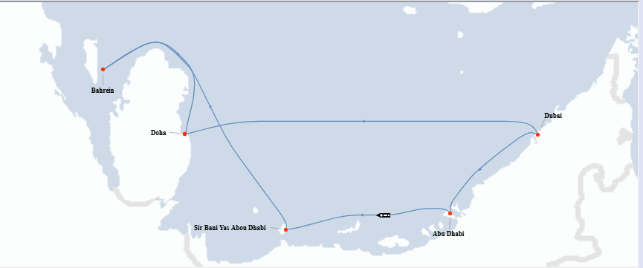 Dubai
Bahrein
Doha
Sir Bani Yas Abou Dhabi
Abu Dhabi